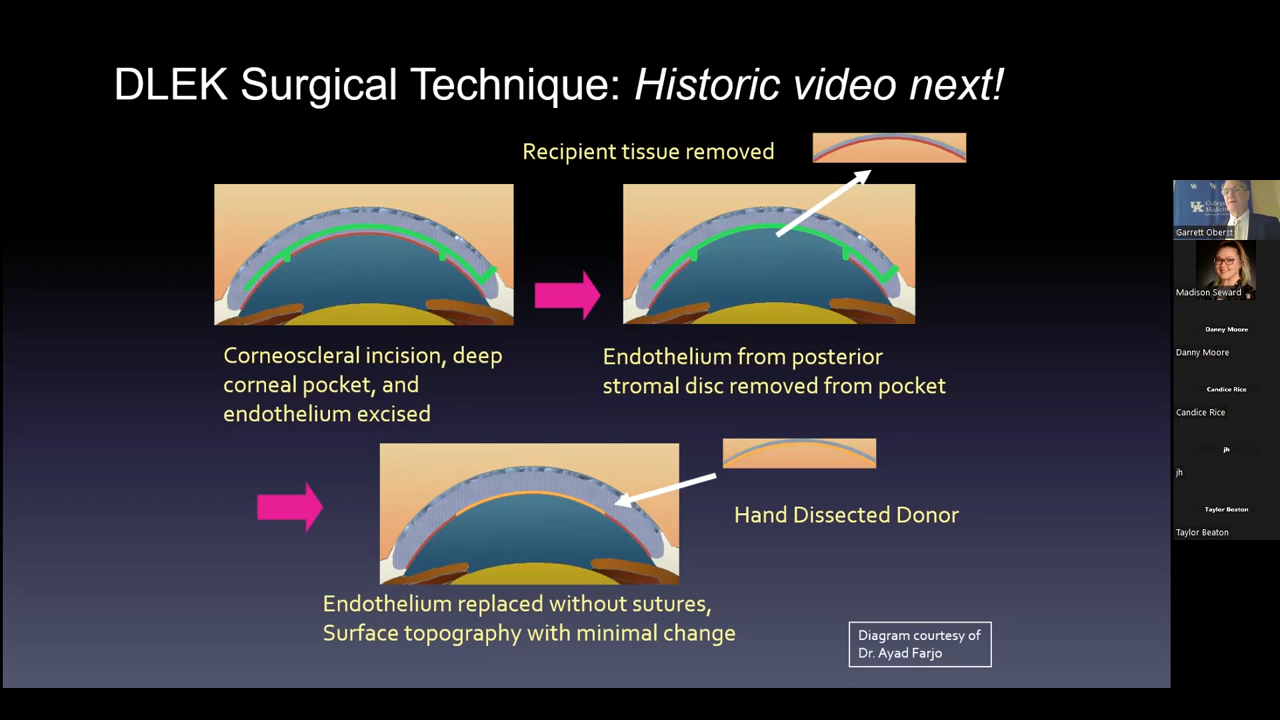 DLEK Surgical Technique: Historic video next!
Recipient tissue removed
Corneoscleral incision, deep
corneal pocket, and
endothelium excised
Endothelium from posterior
stromal disc removed from pocket
Hand Dissected Donor
Endothelium replaced without sutures,
Surface topography with minimal change
Diagram courtesy of
Dr. Ayad Farjo
UK
Garrett Oberst
Madison Seward
Danny Moore
Danny Moore
Candice Rice
Candice Rice
jh
jh
Taylor Beaton
Taylor Beaton